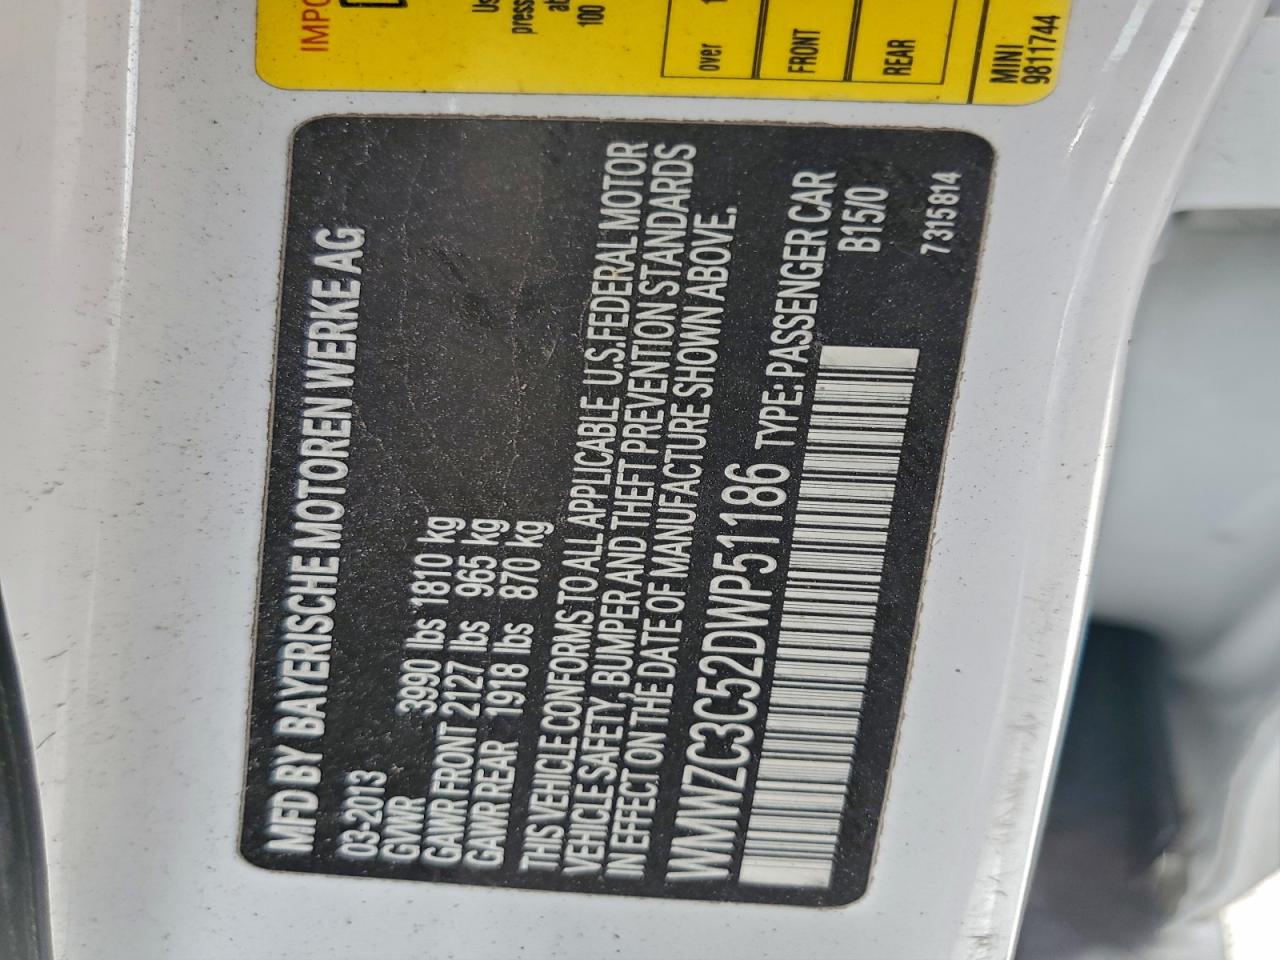 MFD BY BAYERISCHE MOTOREN WERKE AG
03-2013
GVWR 3990 lbs 1810 kg
GAWR FRONT 2127 lbs 965 kg
GAWR REAR 1918 lbs 870 kg
THIS VEHICLE CONFORMS TO ALL APPLICABLE U.S. FEDERAL MOTOR
VEHICLE SAFETY, BUMPER AND THEFT PREVENTION STANDARDS
IN EFFECT ON THE DATE OF MANUFACTURE SHOWN ABOVE.
WMWZC3C52DWP51186 TYPE: PASSENGER CAR
B15/0
7315814
Us
press
100
over
FRONT
REAR
MINI
9811744